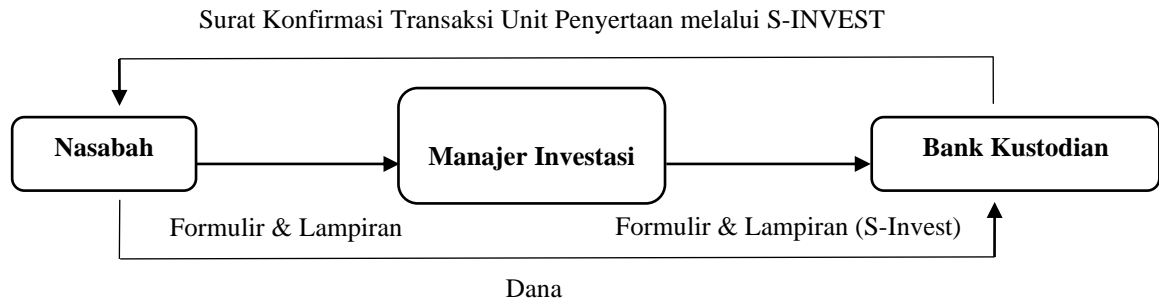 Surat Konfirmasi Transaksi Unit Penyertaan melalui S-INVEST
Nasabah
Manajer Investasi
Bank Kustodian
Formulir & Lampiran
Formulir & Lampiran (S-Invest)
Dana